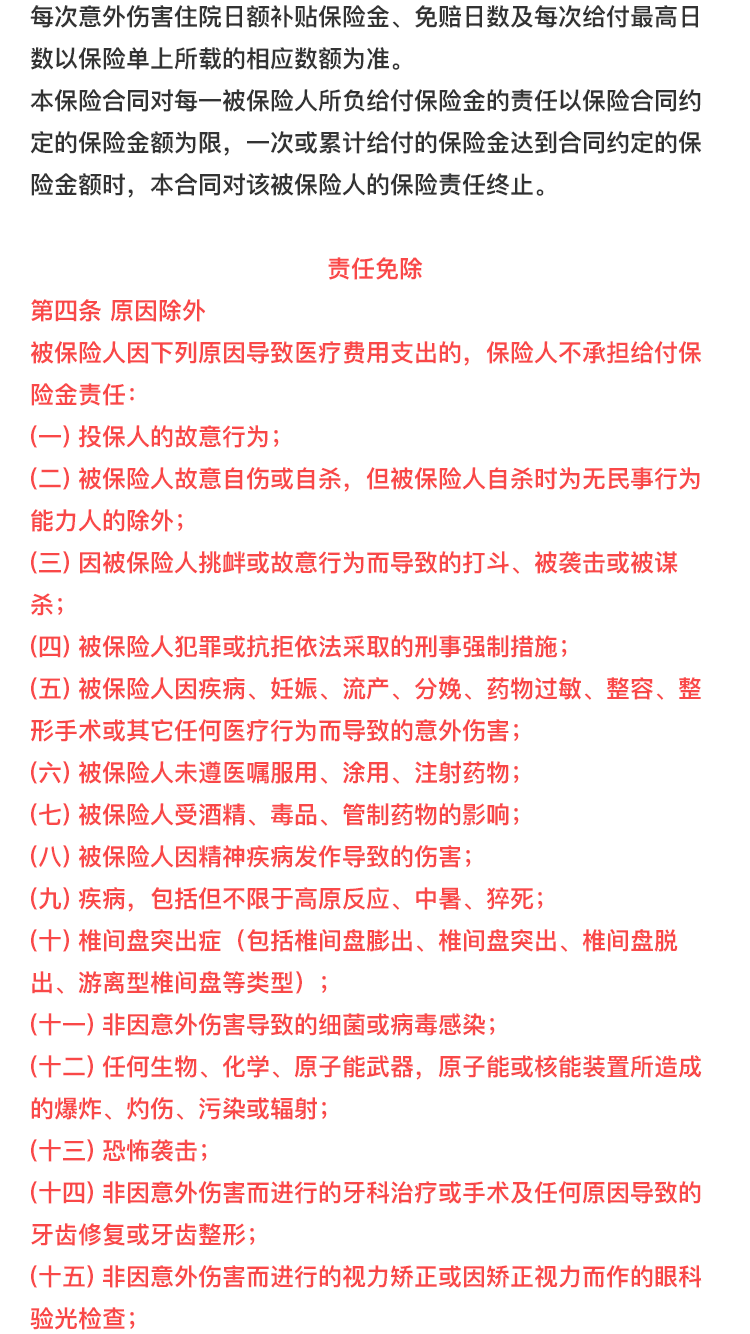 每次意外伤害住院日额补贴保险金、免赔日数及每次给付最高日
数以保险单上所载的相应数额为准。
本保险合同对每一被保险人所负给付保险金的责任以保险合同约
定的保险金额为限，一次或累计给付的保险金达到合同约定的保
险金额时，本合同对该被保险人的保险责任终止。
责任免除
第四条 原因除外
被保险人因下列原因导致医疗费用支出的，保险人不承担给付保
险金责任：
(一) 投保人的故意行为；
(二) 被保险人故意自伤或自杀，但被保险人自杀时为无民事行为
能力人的除外；
(三) 因被保险人挑衅或故意行为而导致的打斗、被袭击或被谋
杀；
(四) 被保险人犯罪或抗拒依法采取的刑事强制措施；
(五) 被保险人因疾病、妊娠、流产、分娩、药物过敏、整容、整
形手术或其它任何医疗行为而导致的意外伤害；
(六) 被保险人未遵医嘱服用、涂用、注射药物；
(七) 被保险人受酒精、毒品、管制药物的影响；
(八) 被保险人因精神疾病发作导致的伤害；
(九) 疾病，包括但不限于高原反应、中暑、猝死；
(十) 椎间盘突出症（包括椎间盘膨出、椎间盘突出、椎间盘脱
出、游离型椎间盘等类型）；
(十一) 非因意外伤害导致的细菌或病毒感染；
(十二) 任何生物、化学、原子能武器，原子能或核能装置所造成
的爆炸、灼伤、污染或辐射；
(十三) 恐怖袭击；
(十四) 非因意外伤害而进行的牙科治疗或手术及任何原因导致的
牙齿修复或牙齿整形；
(十五) 非因意外伤害而进行的视力矫正或因矫正视力而作的眼科
验光检查；